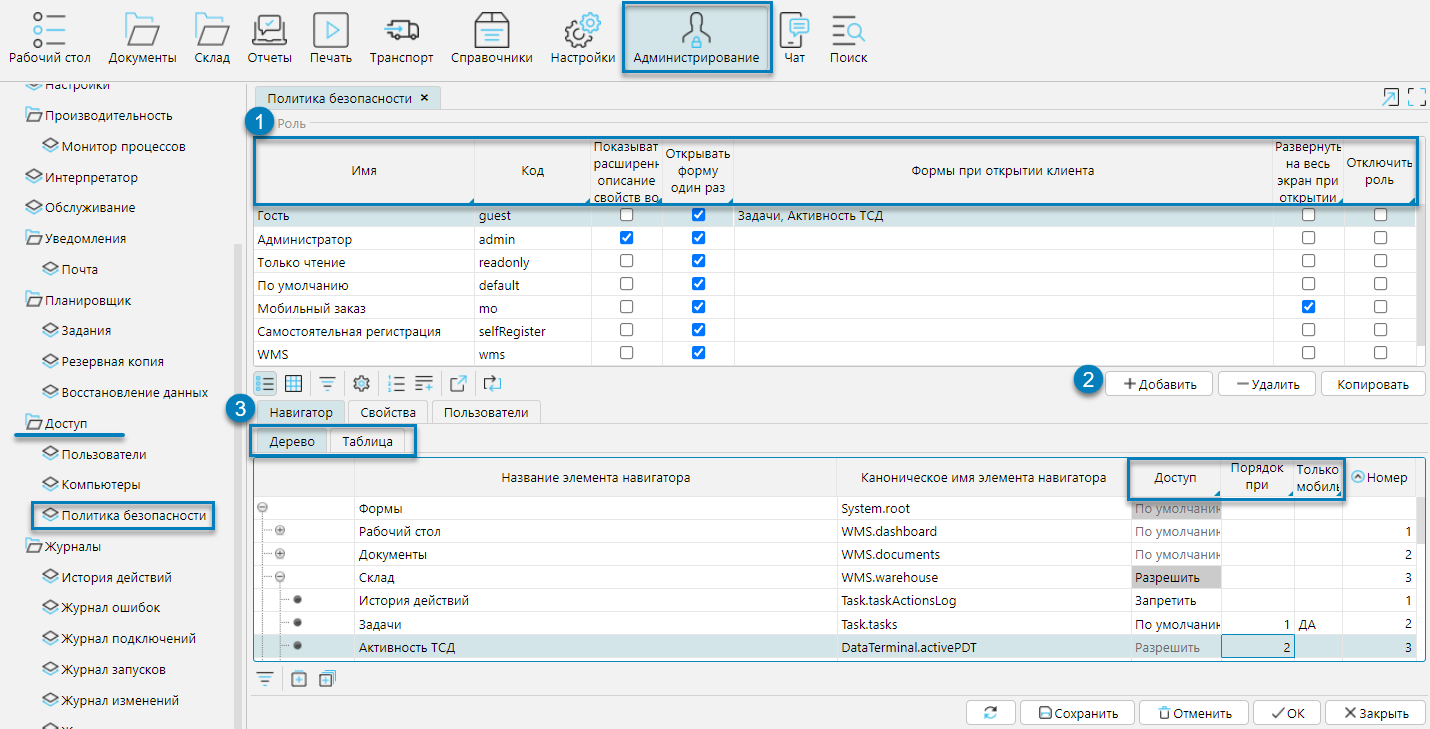 Рабочий стол
Документы
Склад
Отчеты
Печать
Транспорт
Справочники
Настройки
Администрирование
Чат
Поиск
Настройки
Производительность
Монитор процессов
Интерпретатор
Обслуживание
Уведомления
Почта
Планировщик
Задания
Резервная копия
Восстановление данных
Доступ
Пользователи
Компьютеры
Политика безопасности
Журналы
История действий
Журнал ошибок
Журнал подключений
Журнал запусков
Журнал изменений
Политика безопасности ×
1
Роль
Имя
Код
Показыват
расширенн
описание
свойств во
Открывать
форму
один раз
Формы при открытии клиента
Развернуть
на весь
экран при
открытии
Отключить
роль
Гость guest Задачи, Активность ТСД
Администратор admin
Только чтение readonly
По умолчанию default
Мобильный заказ mo
Самостоятельная регистрация selfRegister
WMS wms
2
Добавить
Удалить
Копировать
3
Навигатор
Свойства
Пользователи
Дерево
Таблица
Название элемента навигатора
Каноническое имя элемента навигатора
Доступ
Порядок
при
Только
мобиль
Номер
Формы System.root По умолчанию
Рабочий стол WMS.dashboard По умолчанию 1
Документы WMS.documents По умолчанию 2
Склад WMS.warehouse Разрешить 3
История действий Task.taskActionsLog Запретить 1
Задачи Task.tasks По умолчанию 1 ДА 2
Активность ТСД DataTerminal.activePDT Разрешить 2 3
Сохранить
Отменить
ОК
Закрыть